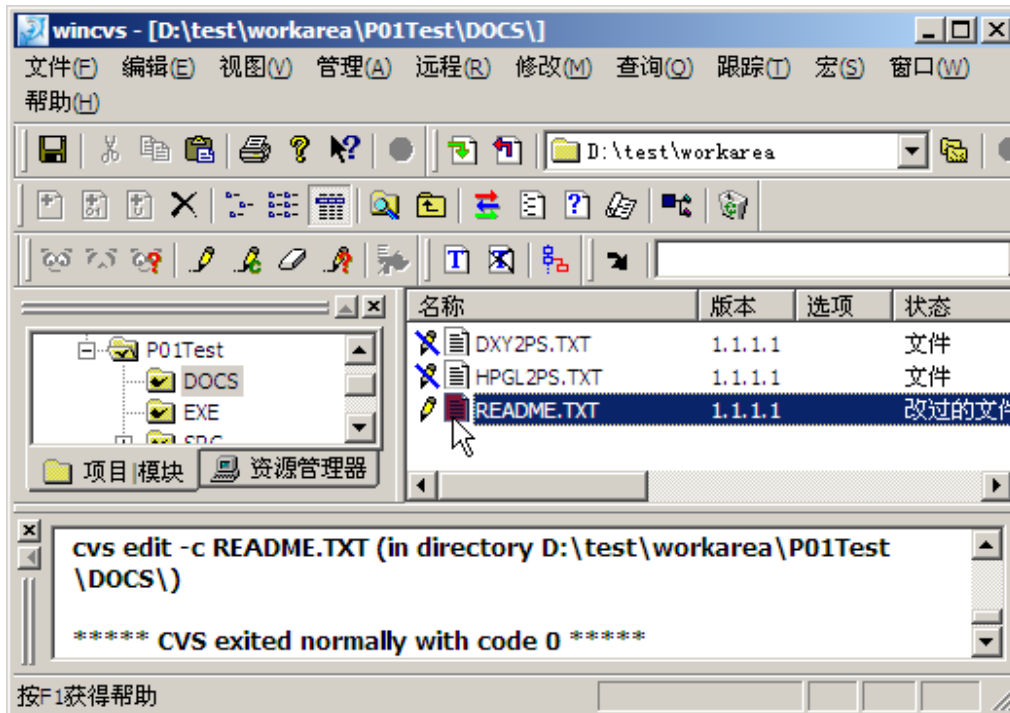 wincvs - [D:\test\workarea\P01Test\DOCS\]
文件(F) 编辑(E) 视图(V) 管理(A) 远程(R) 修改(M) 查询(Q) 跟踪(T) 宏(S) 窗口(W)
帮助(H)
D:\test\workarea
名称 版本 选项 状态
P01Test
DOCS
EXE
DXY2PS.TXT 1.1.1.1 文件
HPGL2PS.TXT 1.1.1.1 文件
README.TXT 1.1.1.1 改过的文件
项目|模块 资源管理器
cvs edit -c README.TXT (in directory D:\test\workarea\P01Test
\DOCS\)
***** CVS exited normally with code 0 *****
按F1获得帮助